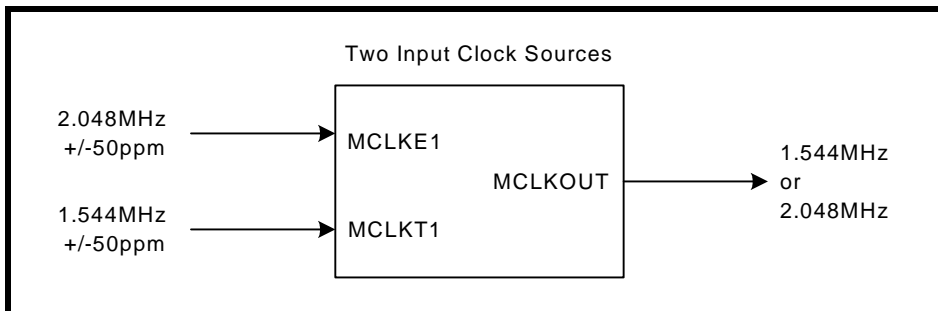 Two Input Clock Sources
2.048MHz
+/-50ppm
MCLKE1
1.544MHz
+/-50ppm
MCLKT1
MCLKOUT
1.544MHz
or
2.048MHz